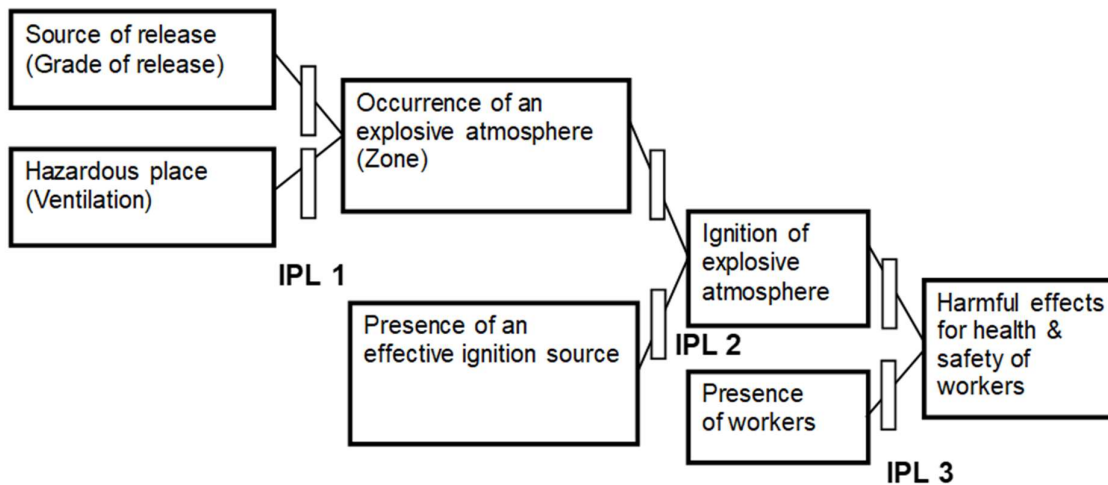 Source of release
(Grade of release)
Hazardous place
(Ventilation)
IPL 1
Occurrence of an
explosive atmosphere
(Zone)
Presence of an
effective ignition source
IPL 2
Ignition of
explosive
atmosphere
Presence
of workers
IPL 3
Harmful effects
for health &
safety of
workers